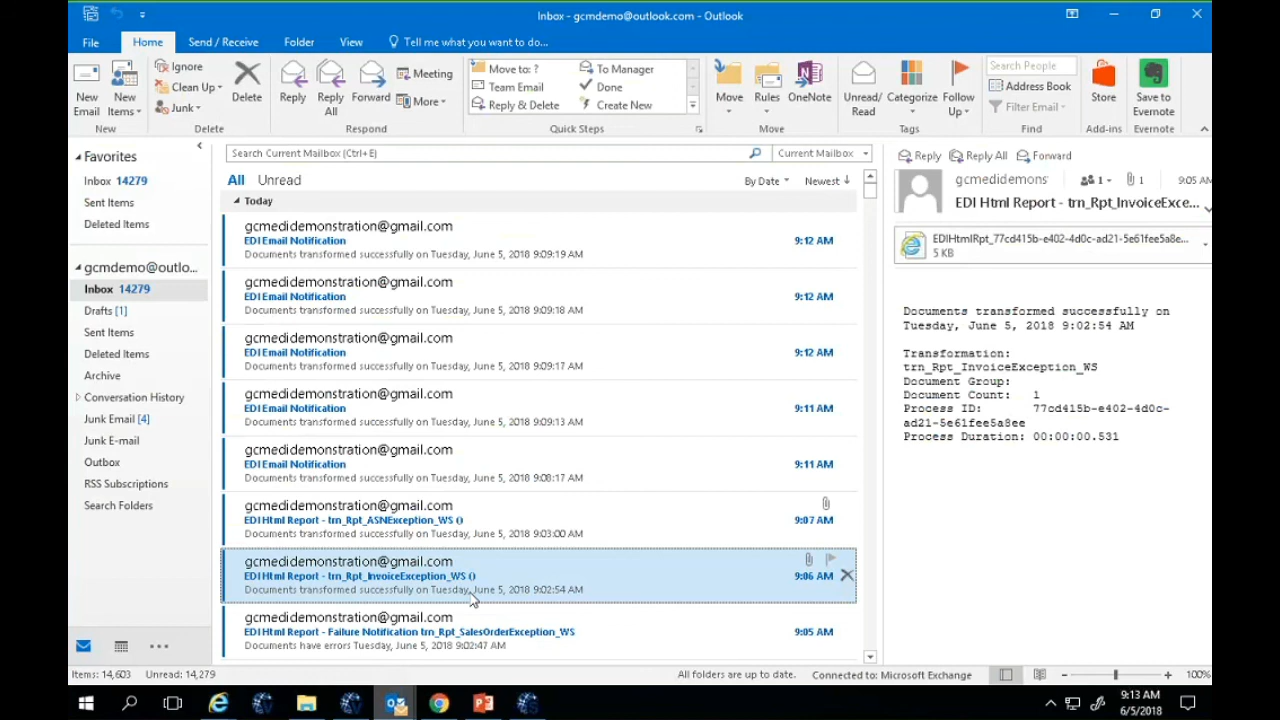 Inbox - gcmdemo@outlook.com - Outlook
File
Home
Send / Receive
Folder
View
Tell me what you want to do...
New Email
New Items
New
Ignore
Clean Up
Junk
Delete
Delete
Reply
Reply All
Forward
Meeting
More
Respond
Move to: ?
Team Email
Reply & Delete
To Manager
Done
Create New
Quick Steps
Move
Rules
OneNote
Move
Unread/ Read
Categorize
Follow Up
Tags
Search People
Address Book
Filter Email
Find
Store
Add-ins
Save to Evernote
Evernote
Favorites
Inbox 14279
Sent Items
Deleted Items
gcmdemo@outlo...
Inbox 14279
Drafts [1]
Sent Items
Deleted Items
Archive
Conversation History
Junk Email [4]
Junk E-mail
Outbox
RSS Subscriptions
Search Folders
Search Current Mailbox (Ctrl+E)
Current Mailbox
All Unread
By Date
Newest
Today
gcmedidemonstration@gmail.com
EDI Email Notification 9:12 AM
Documents transformed successfully on Tuesday, June 5, 2018 9:09:19 AM
gcmedidemonstration@gmail.com
EDI Email Notification 9:12 AM
Documents transformed successfully on Tuesday, June 5, 2018 9:09:18 AM
gcmedidemonstration@gmail.com
EDI Email Notification 9:12 AM
Documents transformed successfully on Tuesday, June 5, 2018 9:09:17 AM
gcmedidemonstration@gmail.com
EDI Email Notification 9:11 AM
Documents transformed successfully on Tuesday, June 5, 2018 9:09:13 AM
gcmedidemonstration@gmail.com
EDI Email Notification 9:11 AM
Documents transformed successfully on Tuesday, June 5, 2018 9:08:17 AM
gcmedidemonstration@gmail.com
EDI Html Report - trn_Rpt_ASNException_WS () 9:07 AM
Documents transformed successfully on Tuesday, June 5, 2018 9:03:00 AM
gcmedidemonstration@gmail.com
EDI Html Report - trn_Rpt_InvoiceException_WS () 9:06 AM
Documents transformed successfully on Tuesday, June 5, 2018 9:02:54 AM
gcmedidemonstration@gmail.com
EDI Html Report - Failure Notification trn_Rpt_SalesOrderException_WS 9:05 AM
Documents have errors Tuesday, June 5, 2018 9:02:47 AM
Reply Reply All Forward
gcmedidemons 1 1 9:05 AM
EDI Html Report - trn_Rpt_InvoiceExce...
EDIHtmlRpt_77cd415b-e402-4d0c-ad21-5e61fee5a8e...
5 KB
Documents transformed successfully on
Tuesday, June 5, 2018 9:02:54 AM
Transformation:
trn_Rpt_InvoiceException_WS
Document Group:
Document Count: 1
Process ID: 77cd415b-e402-4d0c-
ad21-5e61fee5a8ee
Process Duration: 00:00:00.531
Items: 14,603 Unread: 14,279
All folders are up to date. Connected to: Microsoft Exchange
100%
9:13 AM
6/5/2018